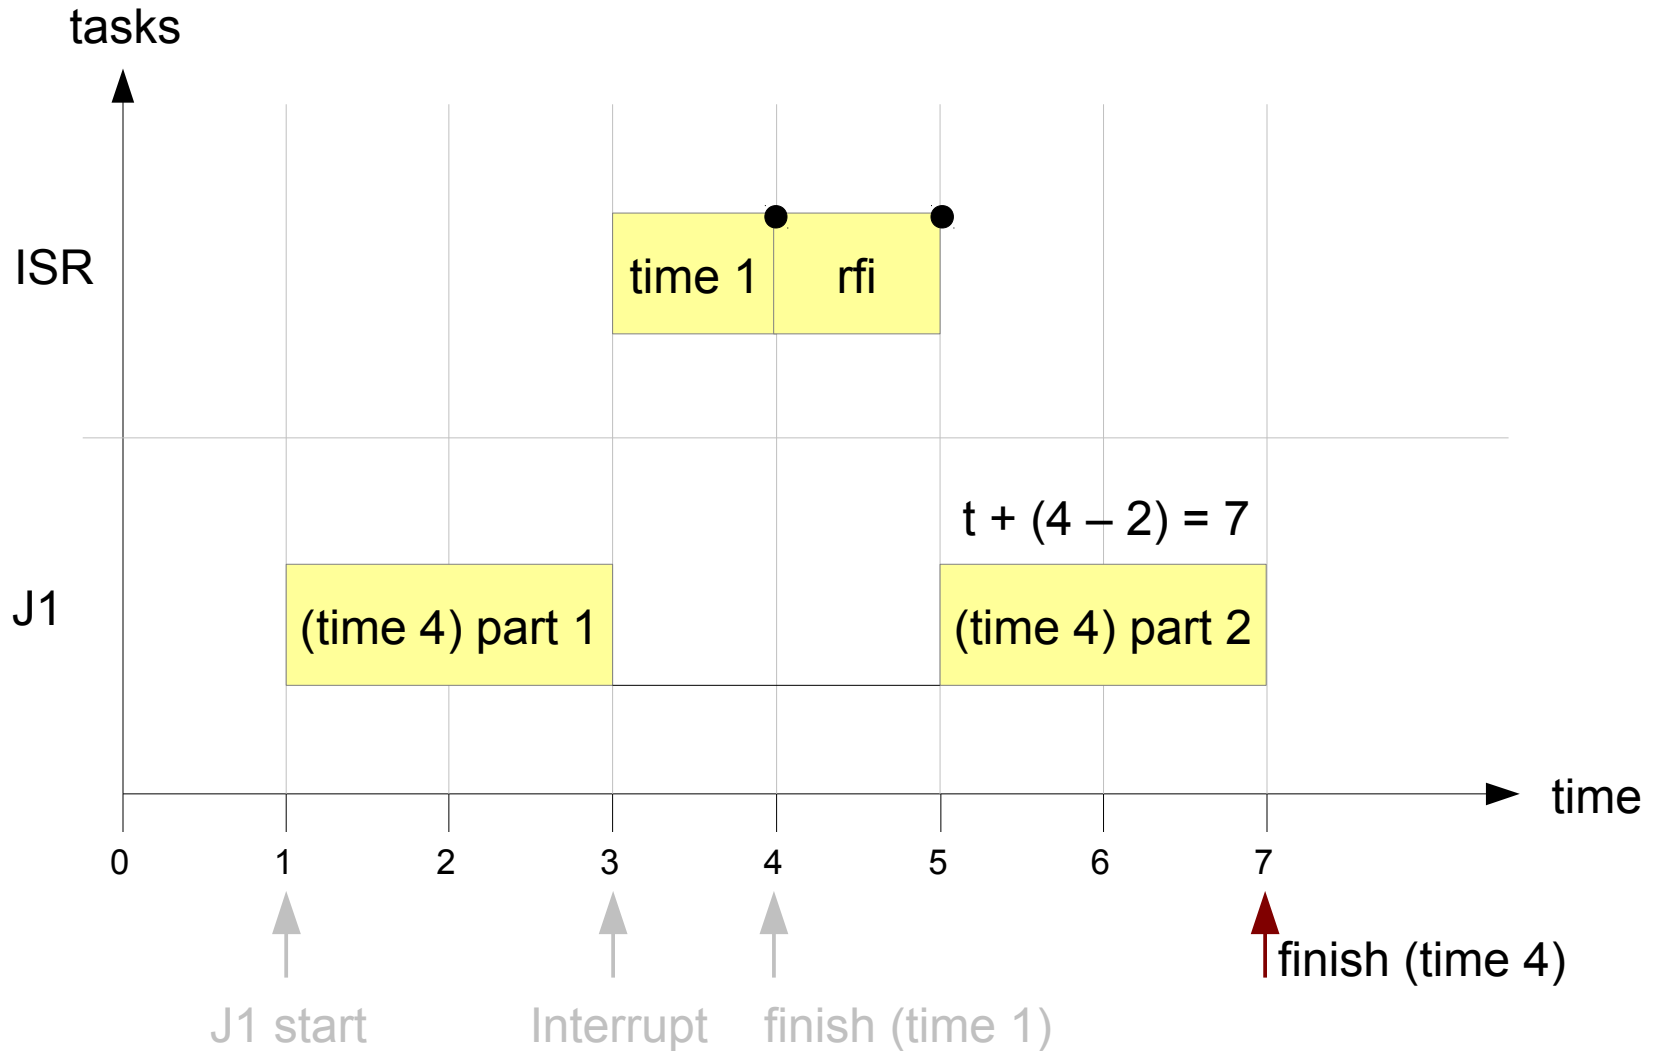 tasks
ISR
time 1
rfi
t + (4 – 2) = 7
J1
(time 4) part 1
(time 4) part 2
time
0 1 2 3 4 5 6 7
finish (time 4)
J1 start
Interrupt
finish (time 1)